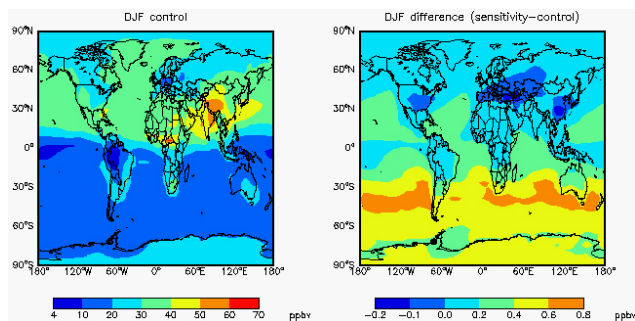 DJF control
DJF difference (sensitivity-control)
90°N
60°N
30°N
0°
30°S
60°S
90°S
180° 120°W 60°W 0° 60°E 120°E 180°
90°N
60°N
30°N
0°
30°S
60°S
90°S
180° 120°W 60°W 0° 60°E 120°E 180°
4 10 20 30 40 50 60 70 ppbv
-0.2 -0.1 0.0 0.2 0.4 0.6 0.8 ppbv